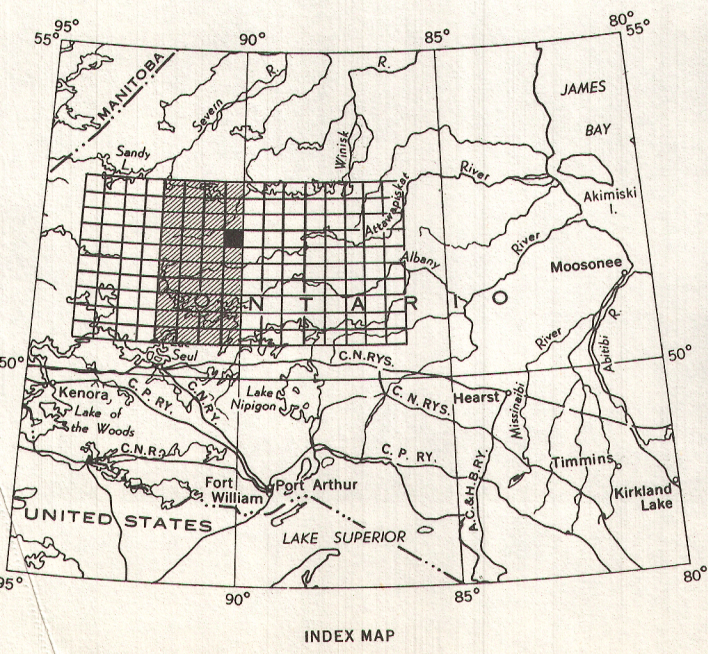 95°
90°
85°
80°
55°
55°
MANITOBA
Severn R.
R.
JAMES
BAY
Sandy
L.
Winisk
Attawapiskat
River
Akimiski
I.
Albany
River
Moosonee
ONTARIO
Seul
C.N.RYS.
River
Abitibi R.
50°
50°
Kenora
C. P. RY.
C.N.RY.
Lake
Nipigon
C. N. RYS.
Hearst
Missinaibi
Lake of
the Woods
C.N.R.
C. P. RY.
Timmins
Fort
William
Port Arthur
A.C.&H.B.RY.
Kirkland
Lake
UNITED STATES
LAKE SUPERIOR
95°
90°
85°
80°
INDEX MAP